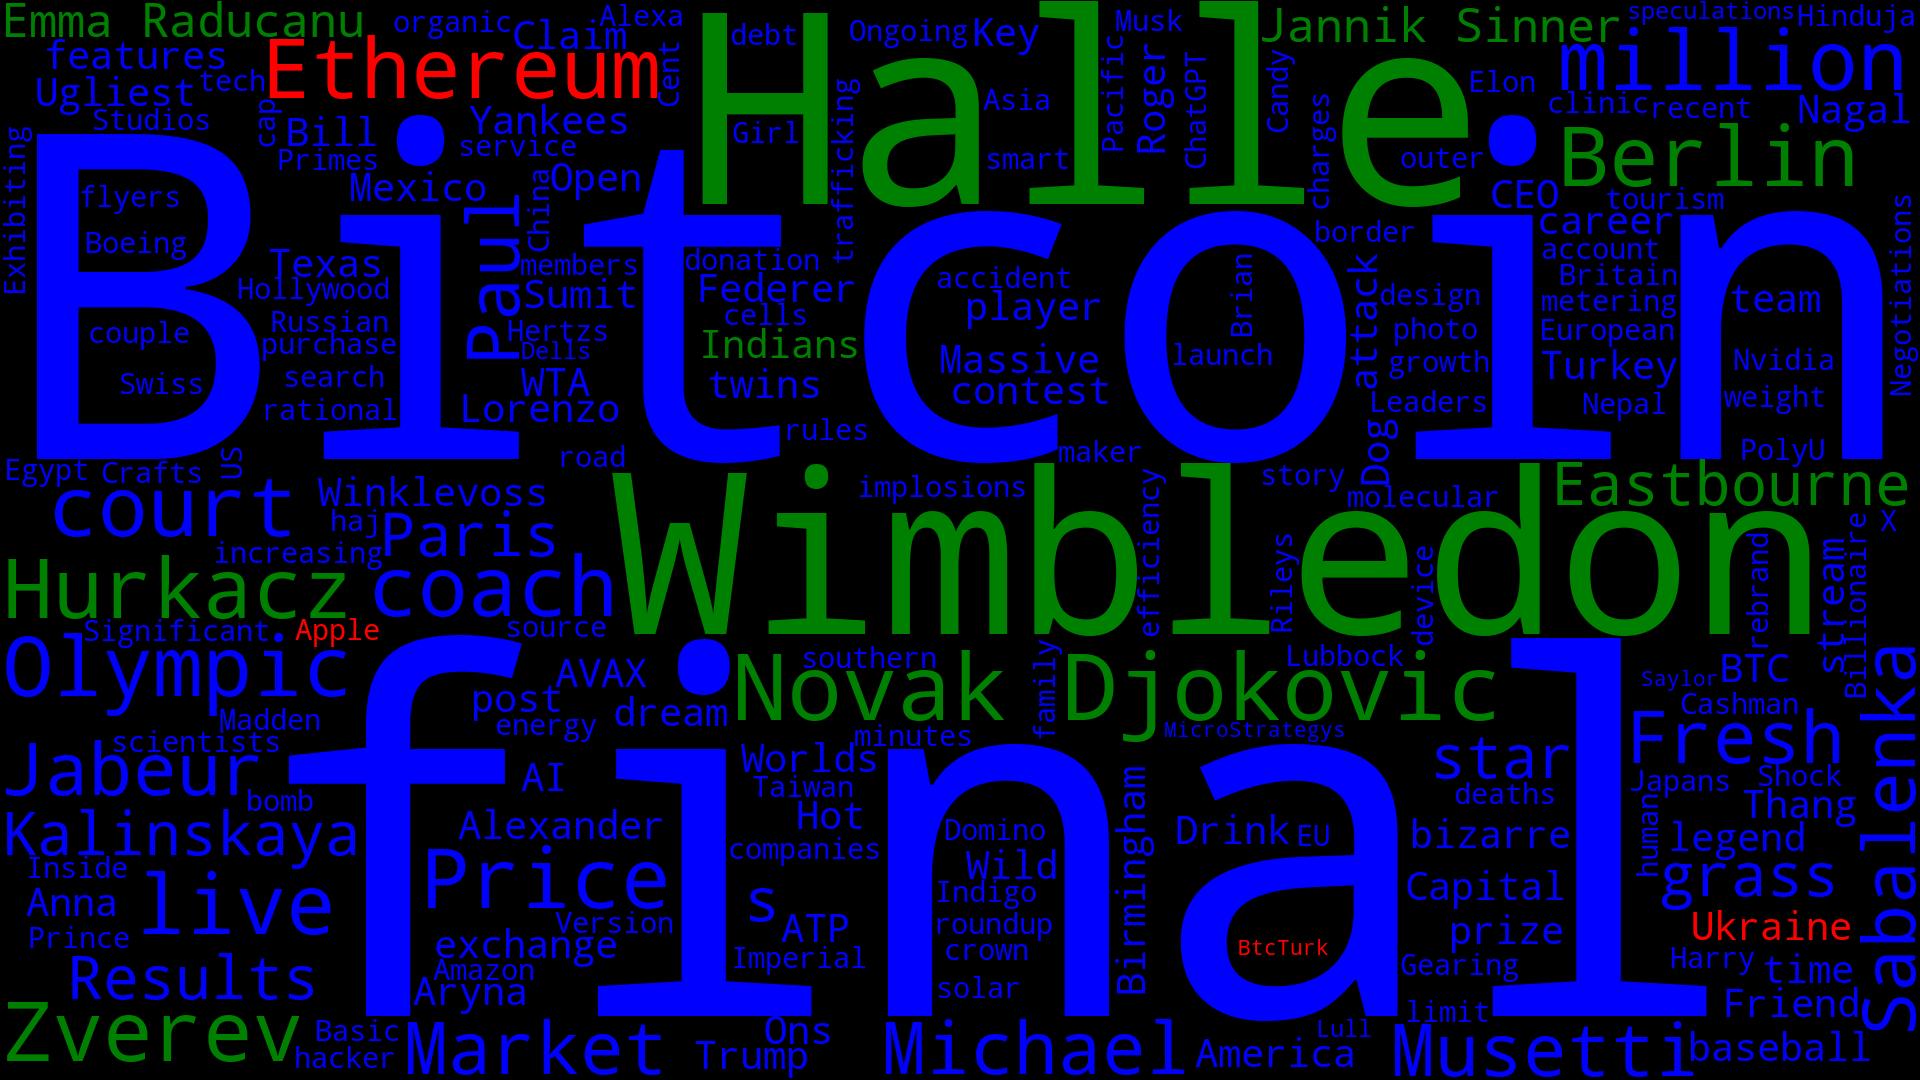 Emma Raducanu
organic
Alexa
Claim
features
Ethereum
Cent
Ugliest
tech
Studios
cap
Bill
Primes
Yankees
service
Mexico
Open
Halle
debt
Girl
Ongoing
Key
Asia
smart
Musk
Pacific
Roger
ChatGPT
Candy
Jannik Sinner
speculations
Hinduja
million
Elon
clinic
recent
Nagal
Berlin
outer
charges
CEO
tourism
career
Exhibiting
Bitcoin
flyers
Boeing
couple
Swiss
Texas
Hollywood
Russian
purchase
search
rational
Paul
China
members
Sumit
Hertzs
Dells
WTA
Lorenzo
trafficking
donation
Federer
cells
Indians
twins
rules
road
accident
player
Massive
contest
maker
Brian
launch
border
attack
design
photo
growth
Leaders
Dog
account
Britain
metering
European
Turkey
Nepal
team
Nvidia
weight
PolyU
Negotiations
Egypt
Crafts
US
court
Winklevoss
haj
Paris
increasing
Hurkacz
coach
Wimbledon
implosions
efficiency
story
molecular
Rileys
device
Eastbourne
X
rebrand
stream
Billionaire
Significant
Apple
source
Olympic
Madden
scientists
AVAX
post
energy
dream
Novak Djokovic
southern
family
Lubbock
minutes
MicroStrategys
Saylor
BTC
Cashman
Fresh
Sabalenka
Jabeur
bomb
final
AI
Worlds
Taiwan
Hot
companies
star
deaths
Japans
Shock
Thang
human
legend
grass
Kalinskaya
Inside
Anna
Prince
live
Alexander
Price
Version
exchange
Amazon
Aryna
s
ATP
Imperial
Domino
Wild
Indigo
roundup
crown
solar
Birmingham
Drink
EU
BtcTurk
bizarre
Capital
prize
Gearing
limit
Ukraine
Harry
time
Friend
Results
Zverev
Basic
hacker
Market
Ons
Trump
Michael
America
Lull
Musetti
baseball